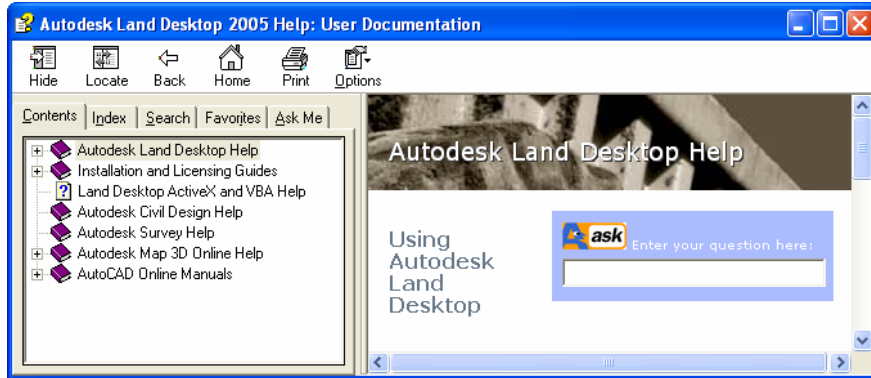 Autodesk Land Desktop 2005 Help: User Documentation
Hide Locate Back Home Print Options
Contents Index Search Favorites Ask Me
Autodesk Land Desktop Help
Installation and Licensing Guides
Land Desktop ActiveX and VBA Help
Autodesk Civil Design Help
Autodesk Survey Help
Autodesk Map 3D Online Help
AutoCAD Online Manuals
Autodesk Land Desktop Help
Using
Autodesk
Land
Desktop
ask Enter your question here: